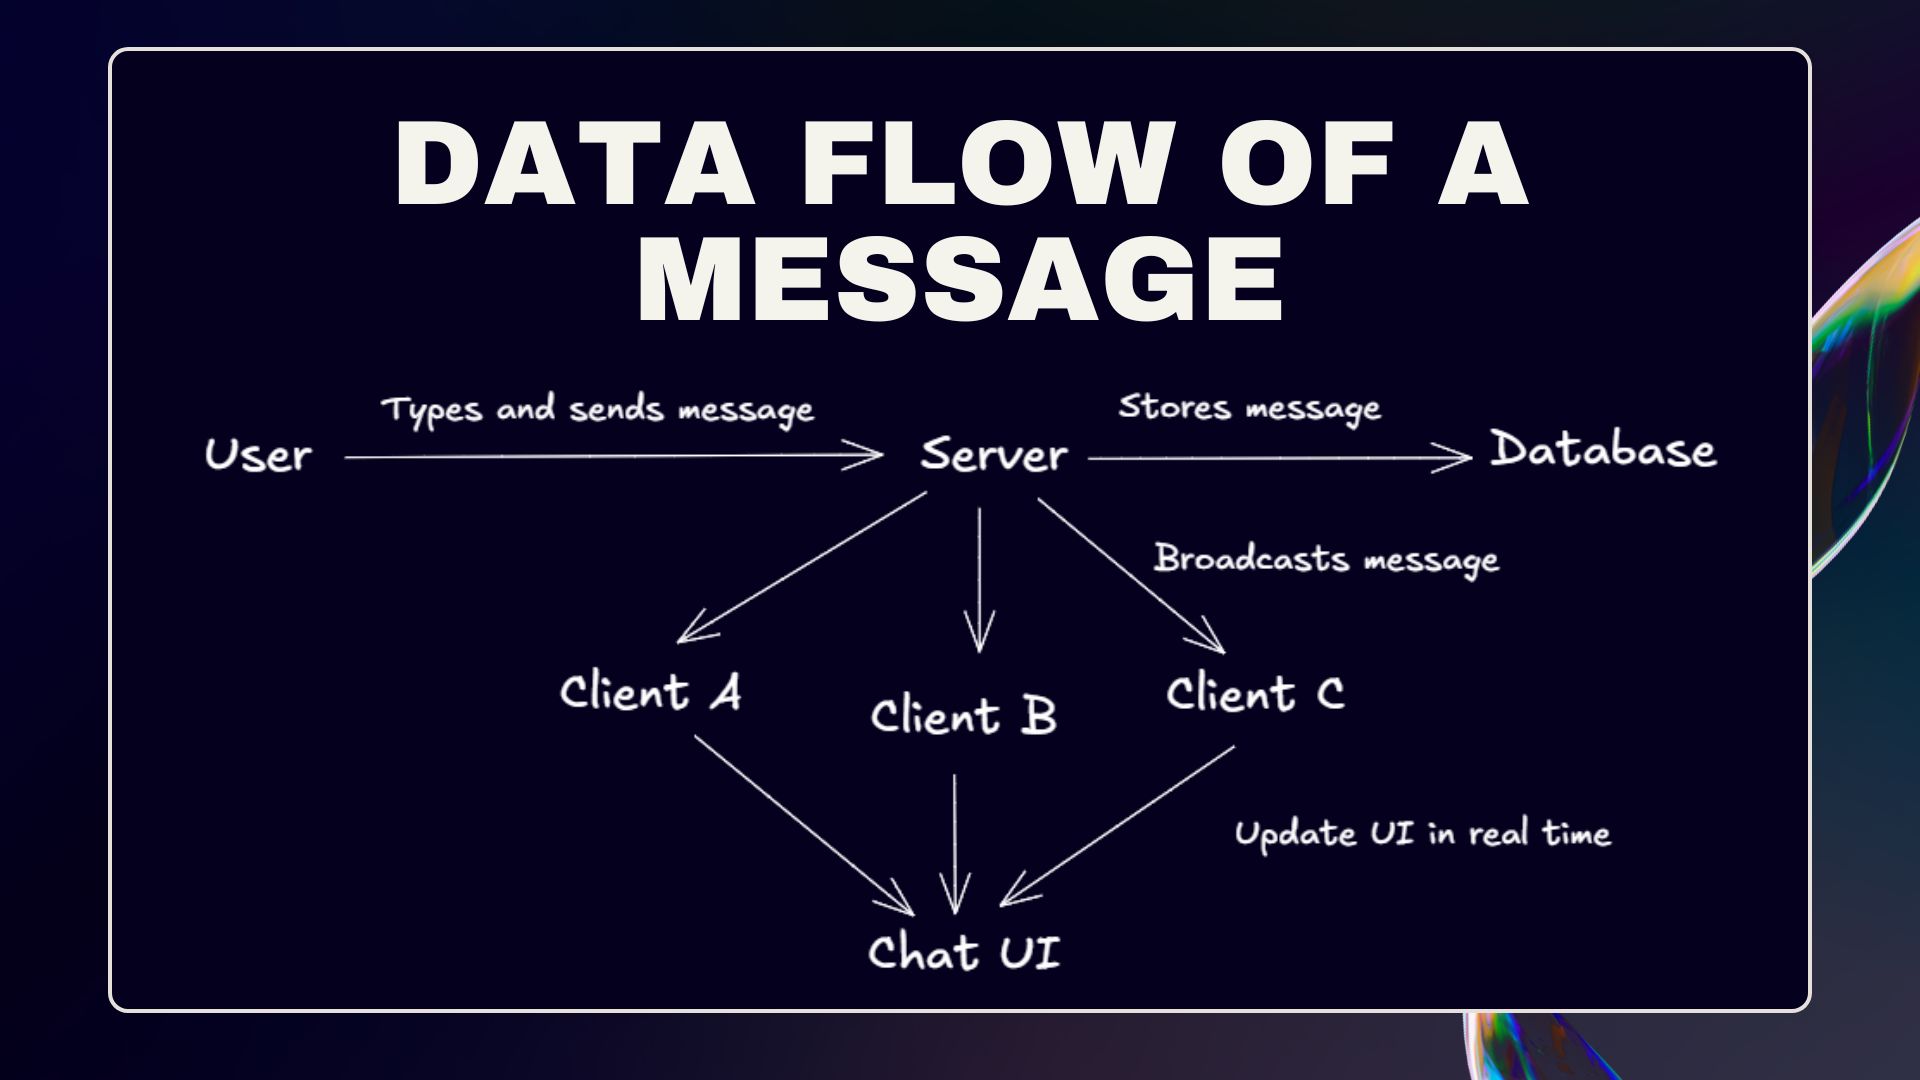 DATA FLOW OF A
MESSAGE
Types and sends message
Stores message
User
Server
Database
Broadcasts message
Client A
Client B
Client C
Update UI in real time
Chat UI